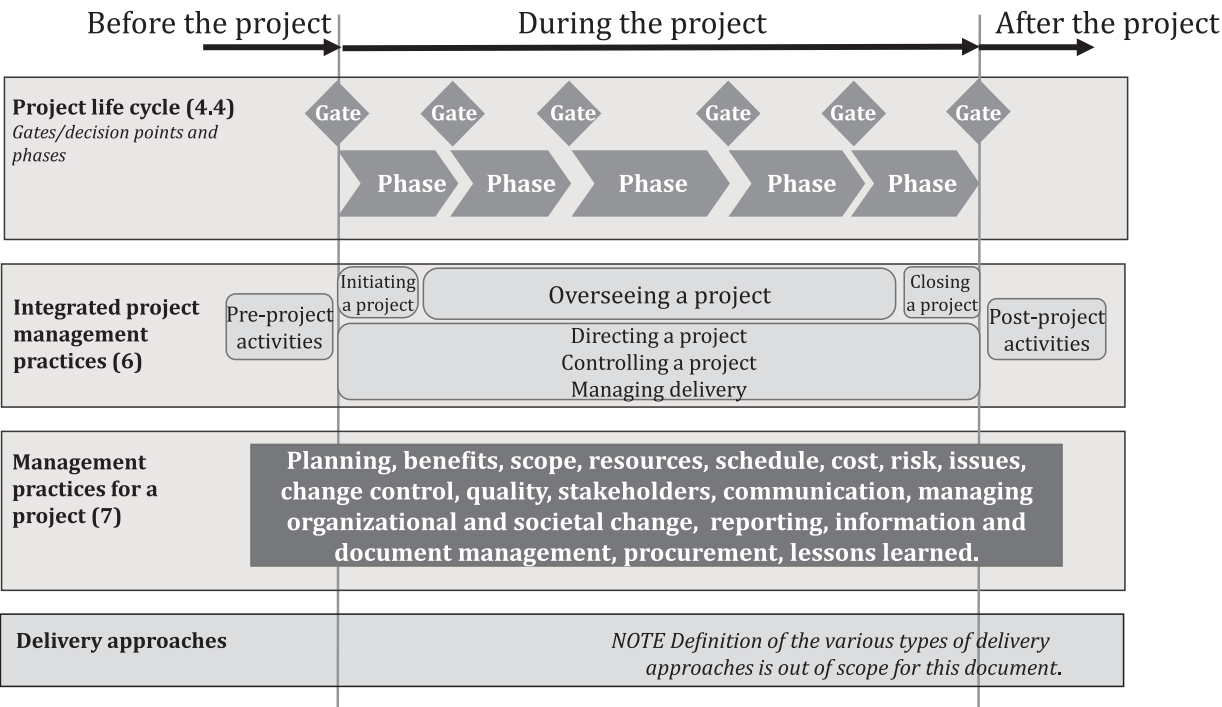 Before the project
During the project
After the project
Project life cycle (4.4)
Gates/decision points and
phases
Gate
Gate
Gate
Gate
Gate
Gate
Phase
Phase
Phase
Phase
Phase
Integrated project
management
practices (6)
Pre-project
activities
Initiating
a project
Overseeing a project
Closing
a project
Directing a project
Controlling a project
Managing delivery
Post-project
activities
Management
practices for a
project (7)
Planning, benefits, scope, resources, schedule, cost, risk, issues,
change control, quality, stakeholders, communication, managing
organizational and societal change, reporting, information and
document management, procurement, lessons learned.
Delivery approaches
NOTE Definition of the various types of delivery
approaches is out of scope for this document.